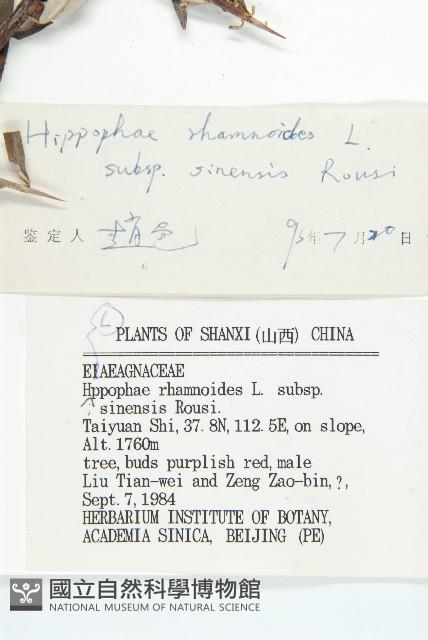 Hippophae rhamnoides L.
subsp. sinensis Rousi
鉴定人 93年7月20日
L
PLANTS OF SHANXI (山西) CHINA
EIAEAGNACEAE
Hppophae rhamnoides L. subsp.
i sinensis Rousi.
Taiyuan Shi, 37.8N, 112.5E, on slope,
Alt. 1760m
tree, buds purplish red, male
Liu Tian-wei and Zeng Zao-bin, ?,
Sept. 7, 1984
HERBARIUM INSTITUTE OF BOTANY,
ACADEMIA SINICA, BEIJING (PE)
國立自然科學博物館
NATIONAL MUSEUM OF NATURAL SCIENCE